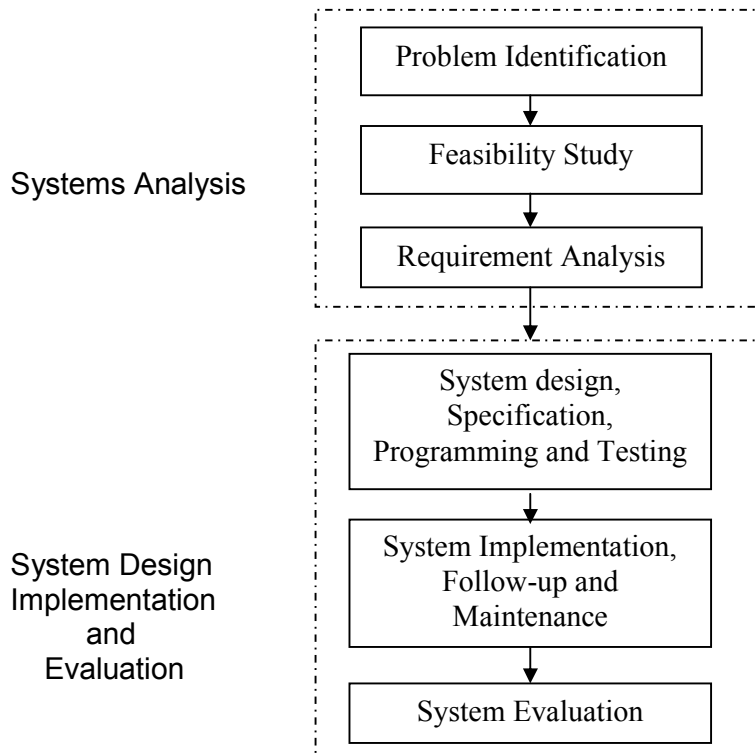 Problem Identification
Feasibility Study
Systems Analysis
Requirement Analysis
System design,
Specification,
Programming and Testing
System Implementation,
Follow-up and
Maintenance
System Design
Implementation
and
Evaluation
System Evaluation